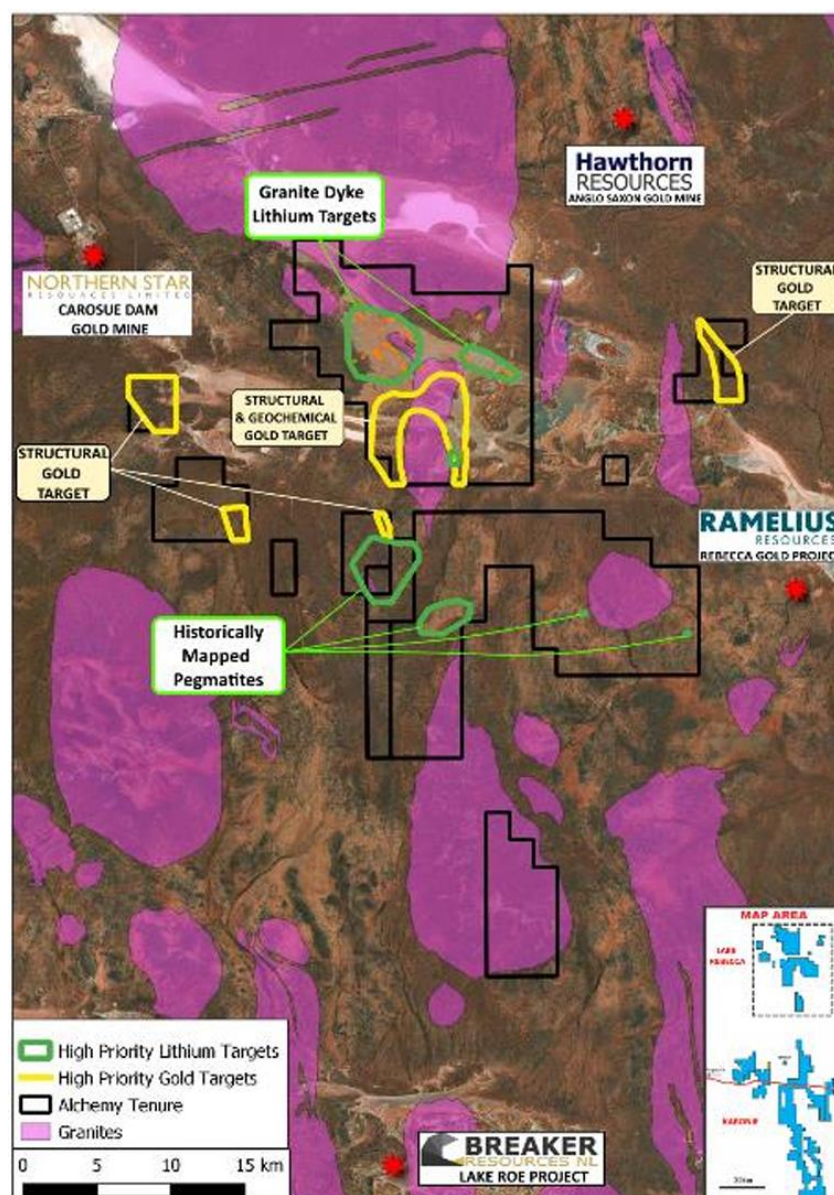 Granite Dyke
Lithium Targets
Hawthorn
RESOURCES
ANGLO SAXON GOLD MINE
NORTHERN STAR
RESOURCES LIMITED
CAROSUE DAM
GOLD MINE
STRUCTURAL
GOLD
TARGET
STRUCTURAL
& GEOCHEMICAL
GOLD TARGET
STRUCTURAL
GOLD
TARGET
RAMELIUS
RESOURCES
REBECCA GOLD PROJECT
Historically
Mapped
Pegmatites
MAP AREA
LAKE
REBECCA
KARONIE
High Priority Lithium Targets
High Priority Gold Targets
Alchemy Tenure
Granites
0 5 10 15 km
BREAKER
RESOURCES NL
LAKE ROE PROJECT